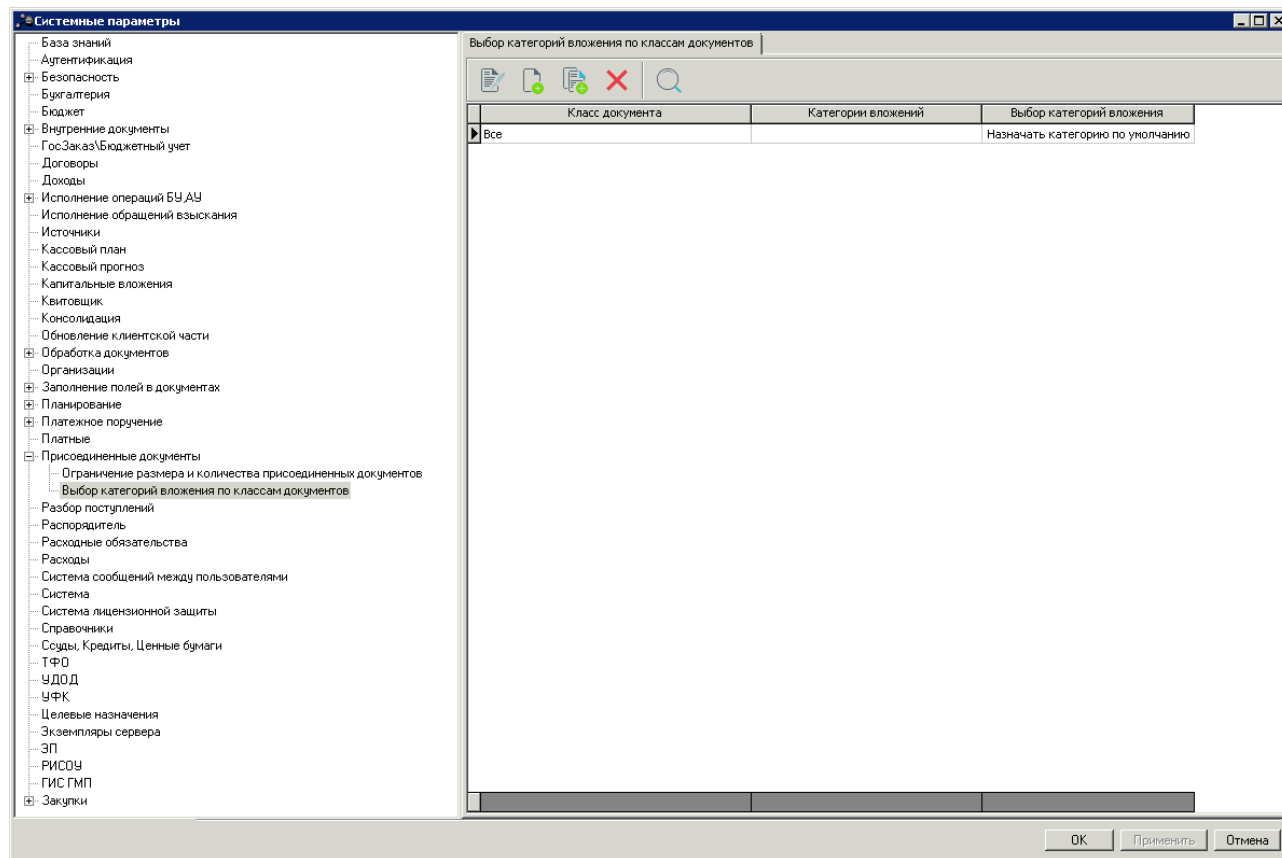 Системные параметры
База знаний
Аутентификация
Безопасность
Бухгалтерия
Бюджет
Внутренние документы
ГосЗаказ\Бюджетный учет
Договоры
Доходы
Исполнение операций БУ,АУ
Исполнение обращений взыскания
Источники
Кассовый план
Кассовый прогноз
Капитальные вложения
Квитовщик
Консолидация
Обновление клиентской части
Обработка документов
Организации
Заполнение полей в документах
Планирование
Платежное поручение
Платные
Присоединенные документы
Ограничение размера и количества присоединенных документов
Выбор категорий вложения по классам документов
Разбор поступлений
Распорядитель
Расходные обязательства
Расходы
Система сообщений между пользователями
Система
Система лицензионной защиты
Справочники
Ссуды, Кредиты, Ценные бумаги
ТФО
УДОД
УФК
Целевые назначения
Экземпляры сервера
ЭП
РИСОУ
ГИС ГМП
Закупки
Выбор категорий вложения по классам документов
Класс документа Категории вложений Выбор категорий вложения
Все Назначать категорию по умолчанию
OK Применить Отмена